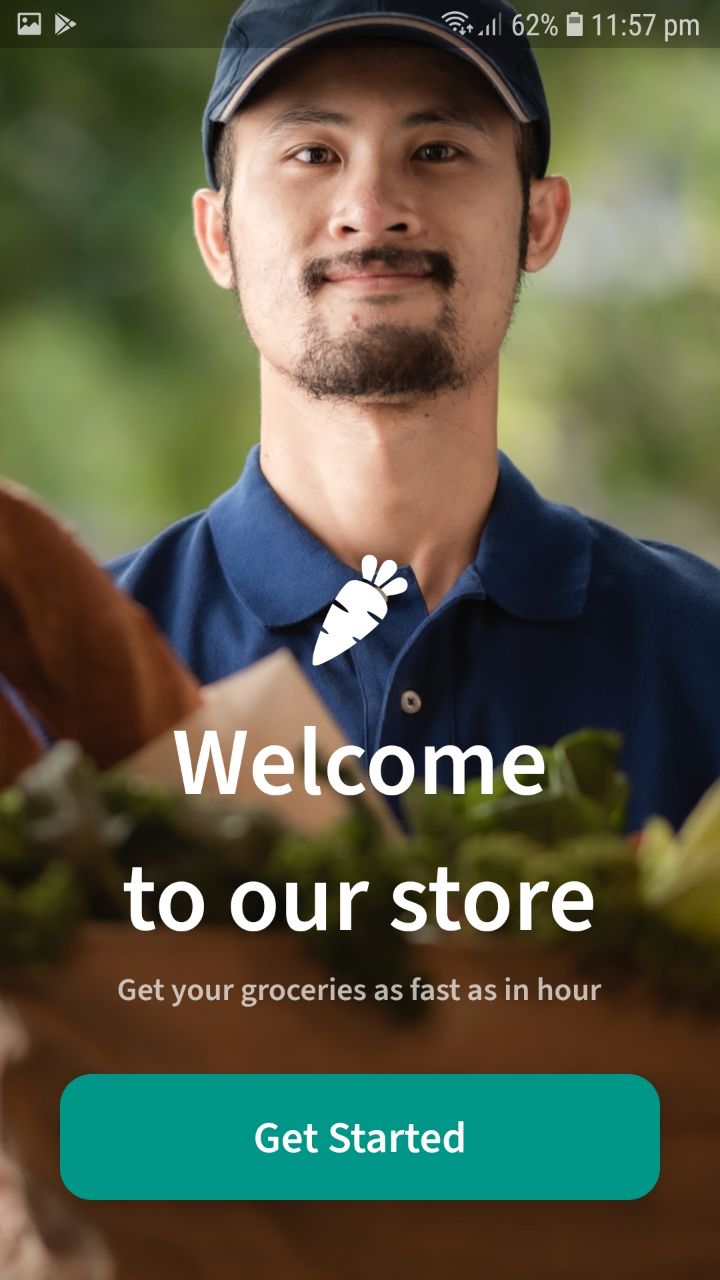 62% 11:57 pm
Welcome
to our store
Get your groceries as fast as in hour
Get Started